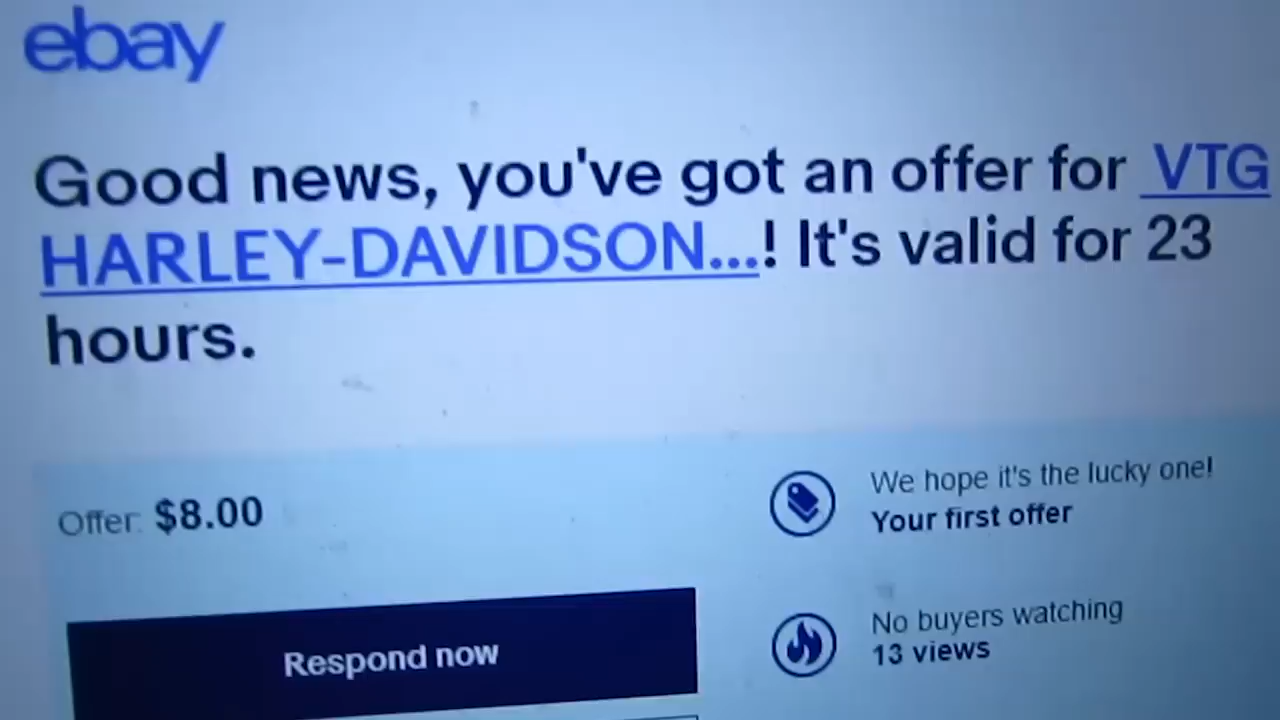 ebay
Good news, you've got an offer for VTG
HARLEY-DAVIDSON...! It's valid for 23
hours.
Offer: $8.00
We hope it's the lucky one!
Your first offer
Respond now
No buyers watching
13 views